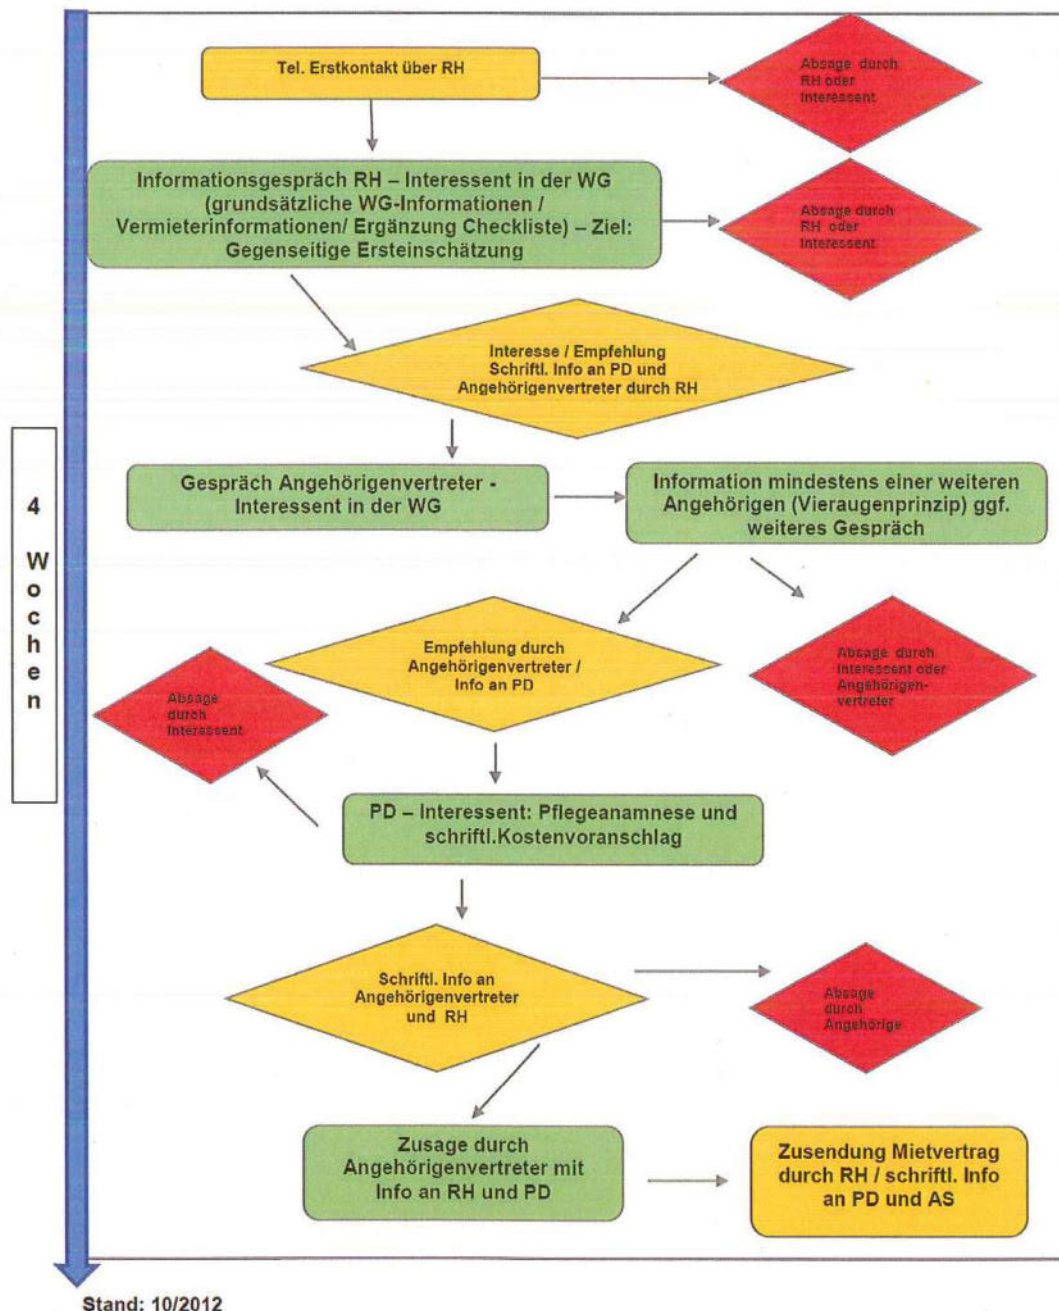 Tel. Erstkontakt über RH
Absage durch
RH oder
Interessent
Informationsgespräch RH – Interessent in der WG
(grundsätzliche WG-Informationen /
Vermieterinformationen/ Ergänzung Checkliste) – Ziel:
Gegenseitige Ersteinschätzung
Absage durch
RH oder
Interessent
Interesse / Empfehlung
Schriftl. Info an PD und
Angehörigenvertreter durch RH
4
W
o
c
h
e
n
Gespräch Angehörigenvertreter -
Interessent in der WG
Information mindestens einer weiteren
Angehörigen (Vieraugenprinzip) ggf.
weiteres Gespräch
Empfehlung durch
Angehörigenvertreter /
Info an PD
Absage durch
Interessent oder
Angehörigen-
vertreter
Absage
durch
Interessent
PD – Interessent: Pflegeanamnese und
schriftl.Kostenvoranschlag
Schriftl. Info an
Angehörigenvertreter
und RH
Absage
durch
Angehörige
Zusage durch
Angehörigenvertreter mit
Info an RH und PD
Zusendung Mietvertrag
durch RH / schriftl. Info
an PD und AS
Stand: 10/2012